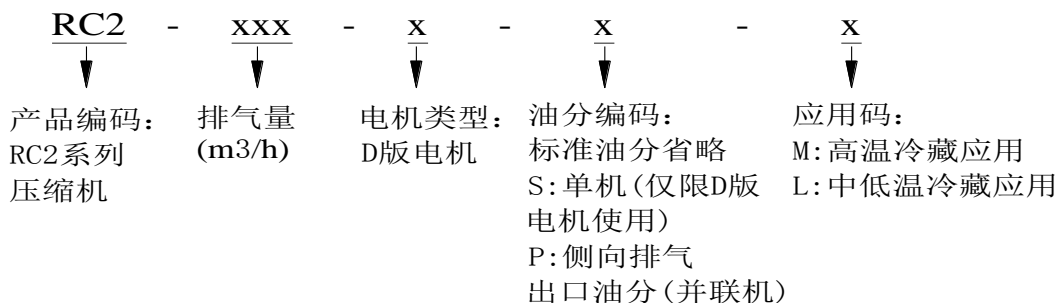 RC2 - xxx - x - x - x
产品编码： 排气量 电机类型： 油分编码： 应用码：
RC2系列 (m3/h) D版电机 标准油分省略 M:高温冷藏应用
压缩机 S:单机(仅限D版 L:中低温冷藏应用
电机使用)
P:侧向排气
出口油分(并联机)